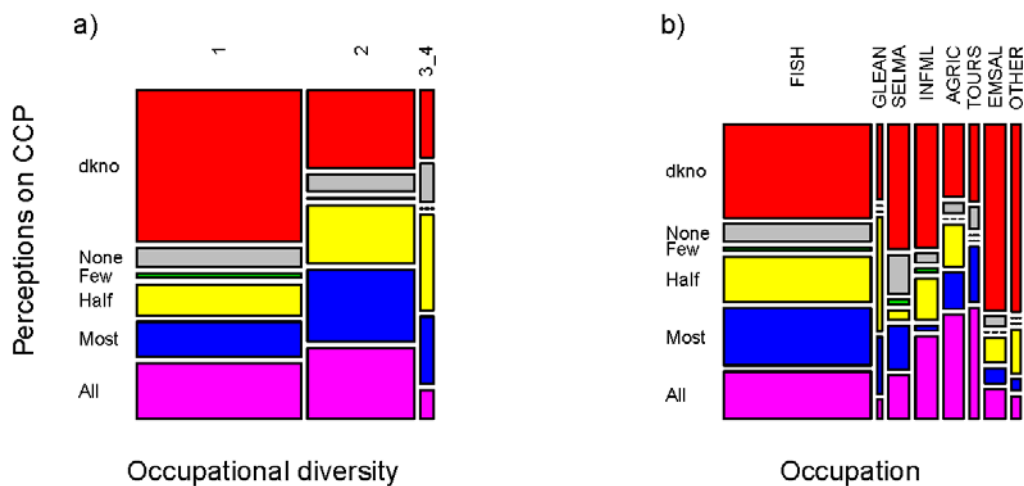 a)
1
2
3_4
Perceptions on CCP
dkno
None
Few
Half
Most
All
Occupational diversity
b)
FISH
GLEAN
SELMA
INFML
AGRIC
TOURS
EMSAL
OTHER
dkno
None
Few
Half
Most
All
Occupation